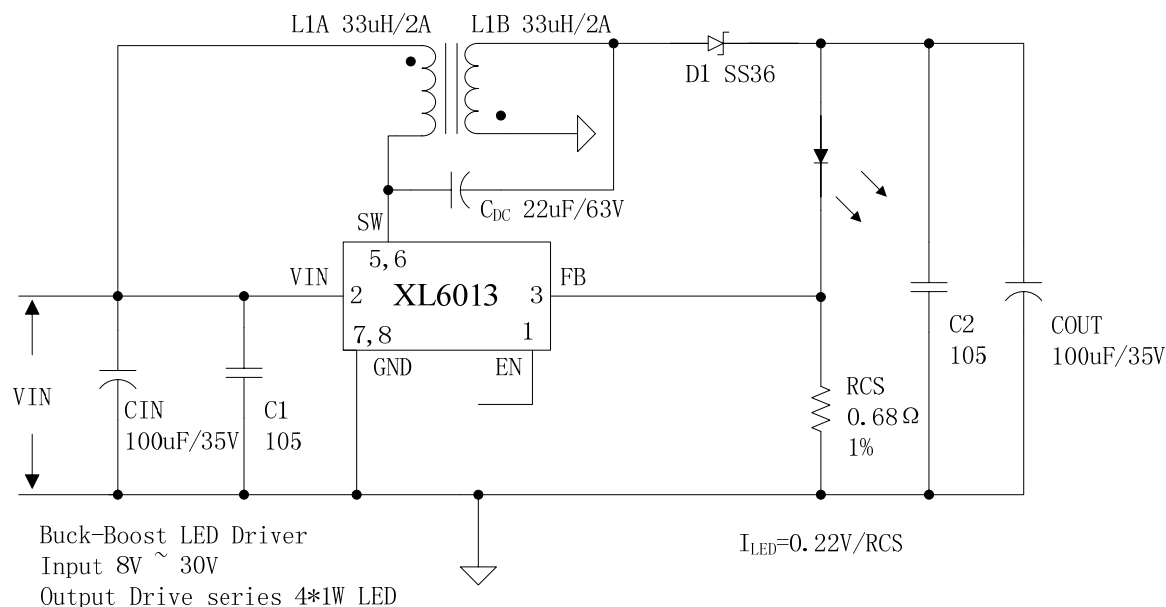 L1A 33uH/2A
L1B 33uH/2A
D1 SS36
C_DC 22uF/63V
SW
5,6
VIN
2
XL6013
3
FB
7,8
1
GND
EN
VIN
CIN
100uF/35V
C1
105
RCS
0.68Ω
1%
C2
105
COUT
100uF/35V
Buck-Boost LED Driver
Input 8V ~ 30V
Output Drive series 4*1W LED
I_LED=0.22V/RCS